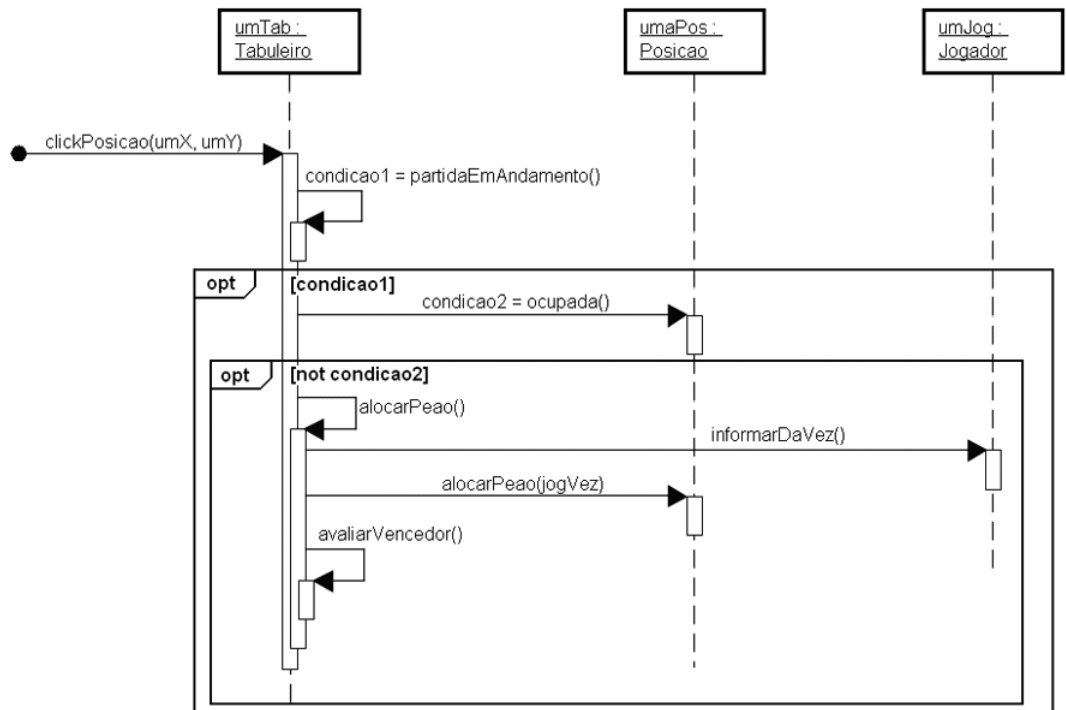 umTab :
Tabuleiro
umaPos :
Posicao
umJog :
Jogador
clickPosicao(umX, umY)
condicao1 = partidaEmAndamento()
opt
[condicao1]
condicao2 = ocupada()
opt
[not condicao2]
alocarPeao()
informarDaVez()
alocarPeao(jogVez)
avaliarVencedor()